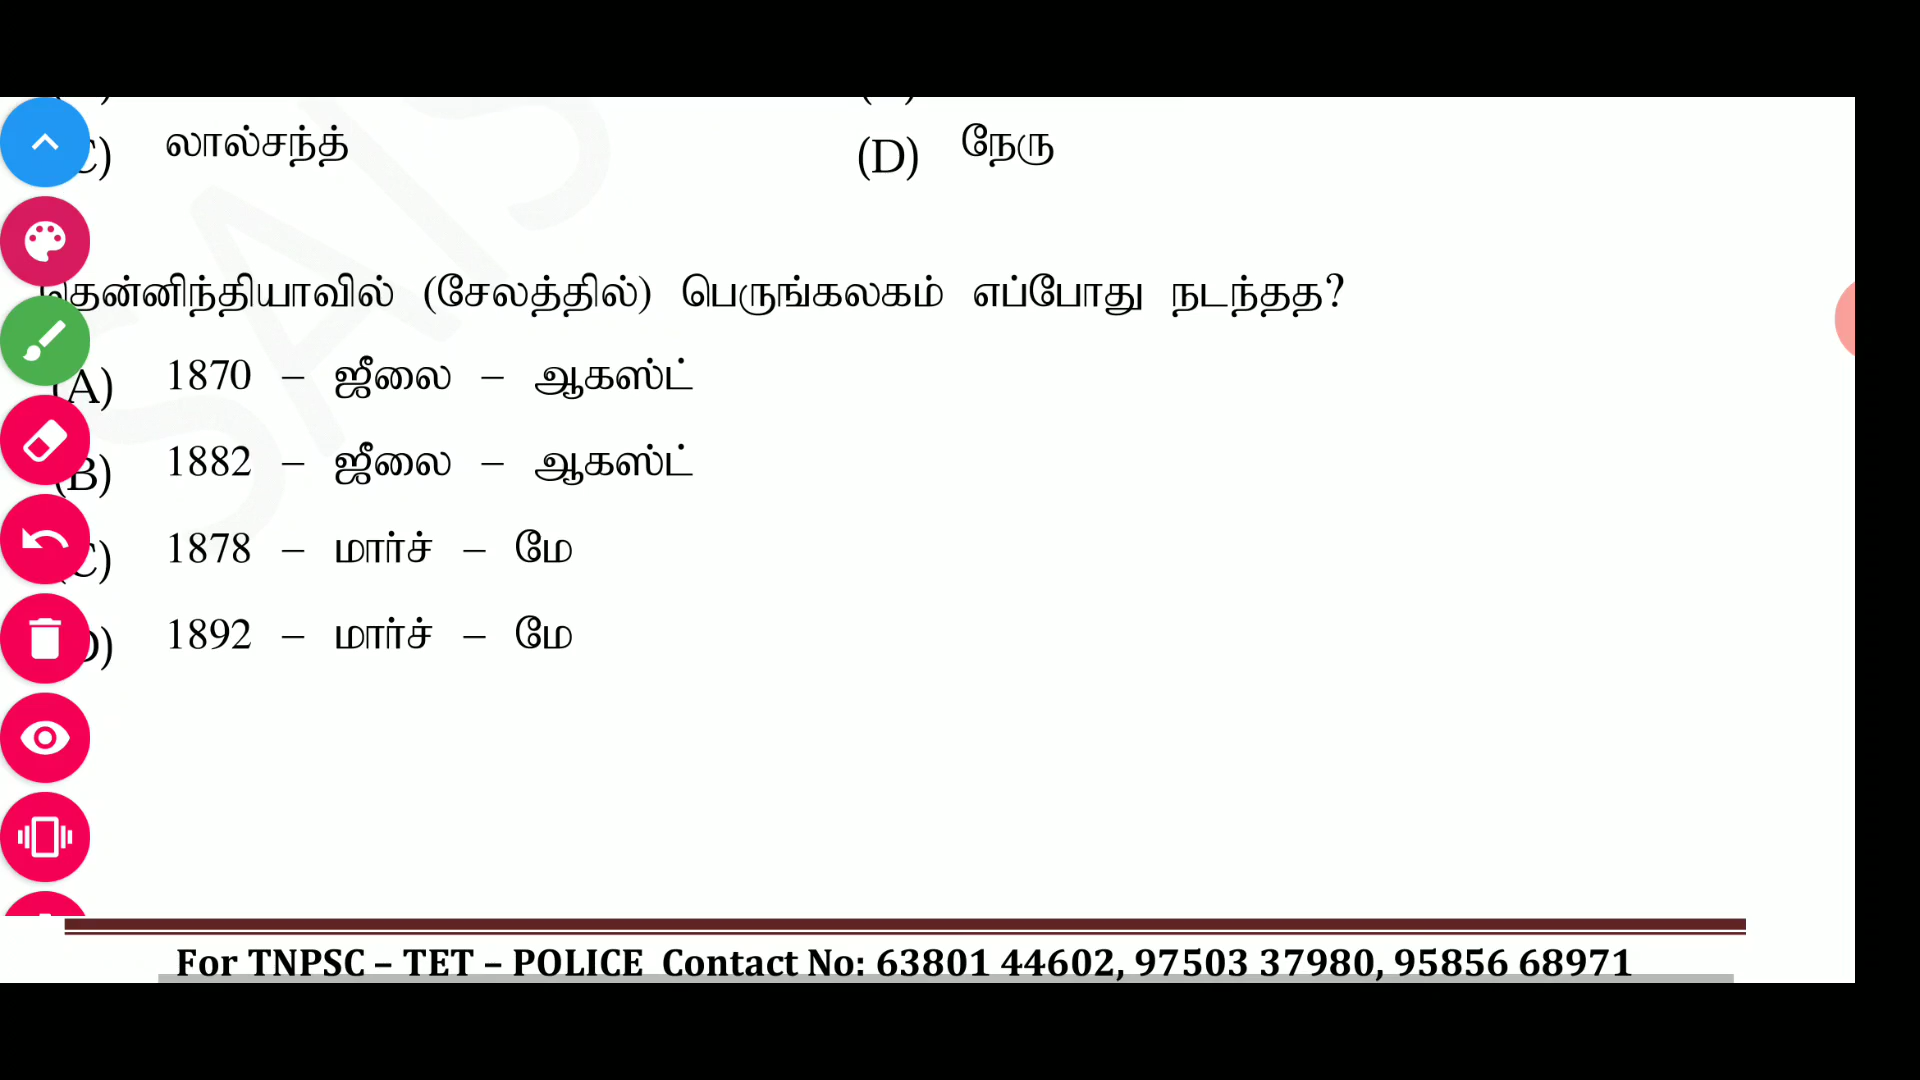 (C) லால்சந்த் (D) நேரு
தென்னிந்தியாவில் (சேலத்தில்) பெருங்கலகம் எப்போது நடந்தத?
(A) 1870 – ஜீலை – ஆகஸ்ட்
(B) 1882 – ஜீலை – ஆகஸ்ட்
(C) 1878 – மார்ச் – மே
(D) 1892 – மார்ச் – மே
For TNPSC – TET – POLICE Contact No: 63801 44602, 97503 37980, 95856 68971